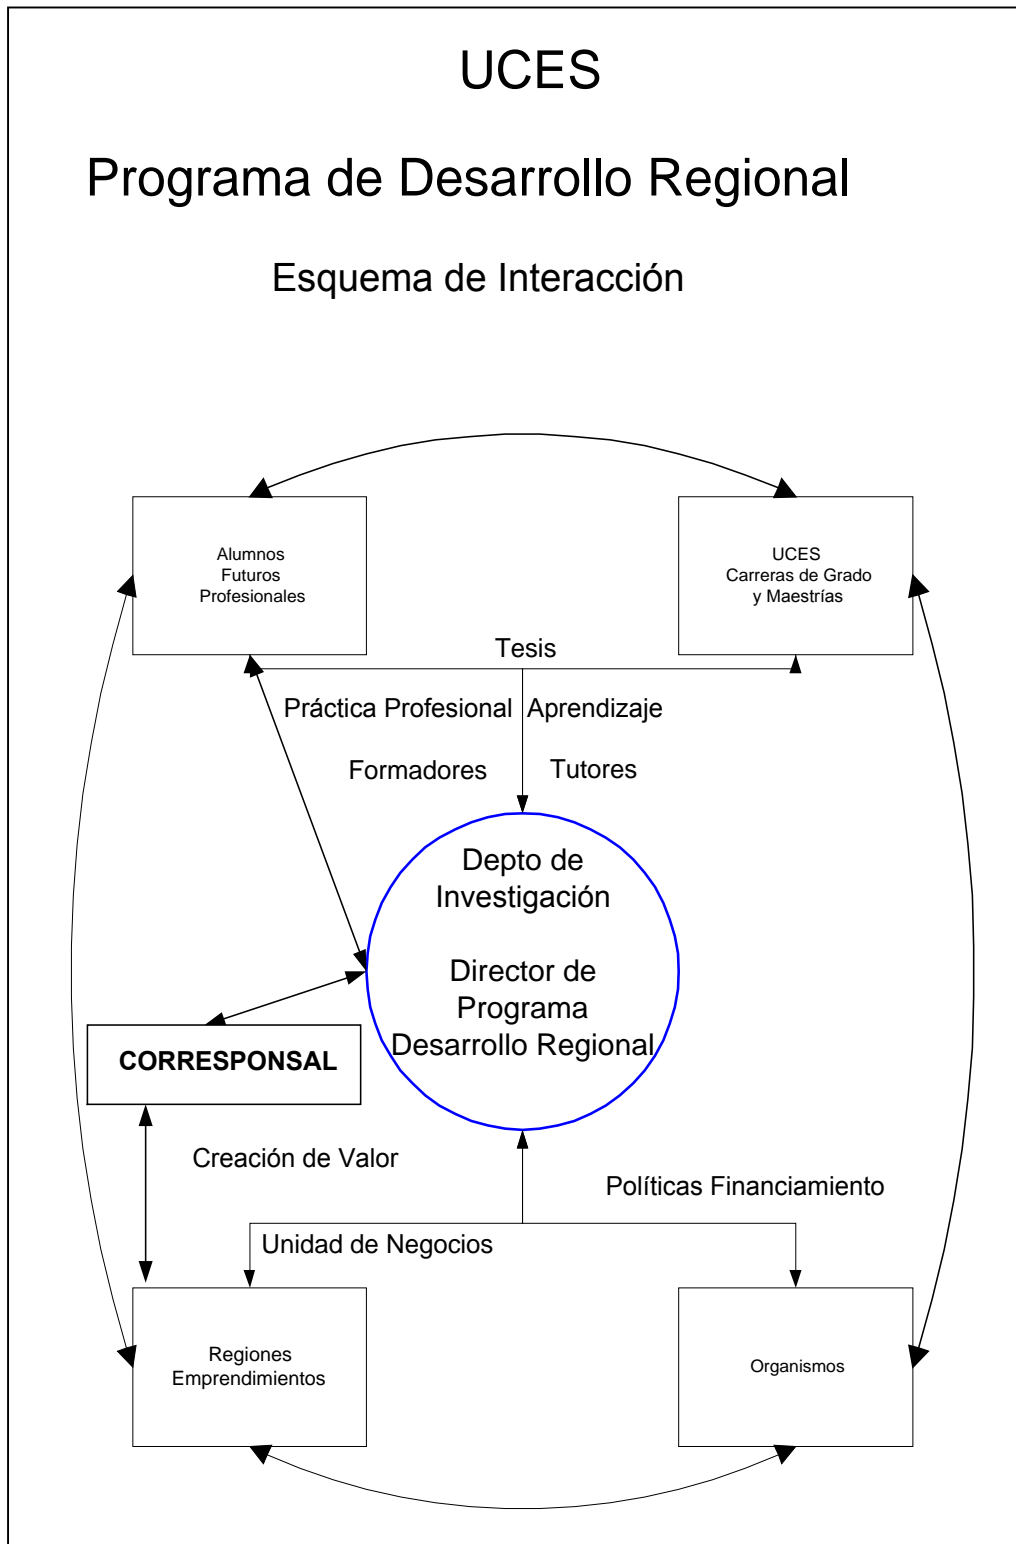 UCES
Programa de Desarrollo Regional
Esquema de Interacción
Alumnos
Futuros
Profesionales
UCES
Carreras de Grado
y Maestrías
Tesis
Práctica Profesional
Aprendizaje
Formadores
Tutores
Depto de
Investigación
Director de
Programa
Desarrollo Regional
CORRESPONSAL
Creación de Valor
Políticas Financiamiento
Unidad de Negocios
Regiones
Emprendimientos
Organismos